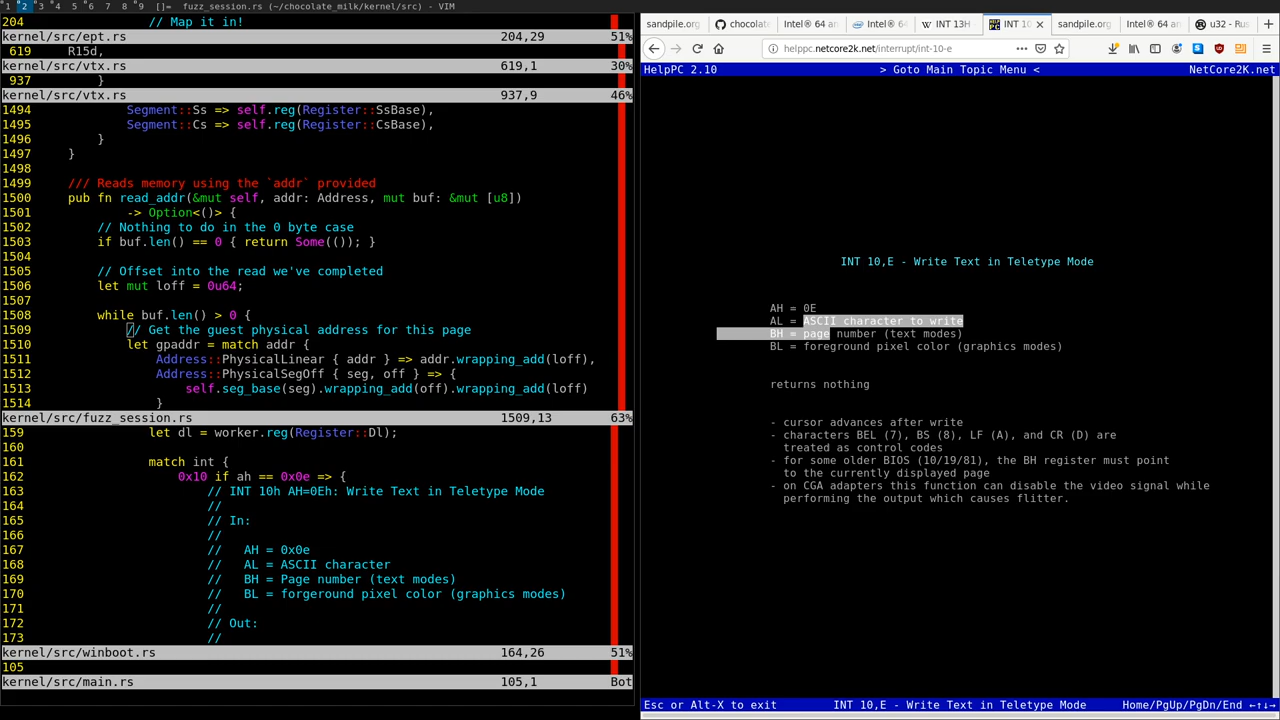 1 2 3 4 5 6 7 8 9 []= fuzz_session.rs (~/chocolate_milk/kernel/src) - VIM
204 // Map it in!
kernel/src/ept.rs 204,29 51%
619 R15d,
kernel/src/vtx.rs 619,1 30%
937 }
kernel/src/vtx.rs 937,9 46%
1494 Segment::Ss => self.reg(Register::SsBase),
1495 Segment::Cs => self.reg(Register::CsBase),
1496 }
1497 }
1498
1499 /// Reads memory using the `addr` provided
1500 pub fn read_addr(&mut self, addr: Address, mut buf: &mut [u8])
1501 -> Option<()> {
1502 // Nothing to do in the 0 byte case
1503 if buf.len() == 0 { return Some(()); }
1504
1505 // Offset into the read we've completed
1506 let mut loff = 0u64;
1507
1508 while buf.len() > 0 {
1509 // Get the guest physical address for this page
1510 let gpaddr = match addr {
1511 Address::PhysicalLinear { addr } => addr.wrapping_add(loff),
1512 Address::PhysicalSegOff { seg, off } => {
1513 self.seg_base(seg).wrapping_add(off).wrapping_add(loff)
1514 }
kernel/src/fuzz_session.rs 1509,13 63%
159 let dl = worker.reg(Register::Dl);
160
161 match int {
162 0x10 if ah == 0x0e => {
163 // INT 10h AH=0Eh: Write Text in Teletype Mode
164 //
165 // In:
166 //
167 // AH = 0x0e
168 // AL = ASCII character
169 // BH = Page number (text modes)
170 // BL = forgeround pixel color (graphics modes)
171 //
172 // Out:
173 //
kernel/src/winboot.rs 164,26 51%
105
kernel/src/main.rs 105,1 Bot
sandpile.org chocolate Intel® 64 an Intel® 64 WINT 13H INT 10 sandpile.org Intel® 64 an u32 - Rus
helppc.netcore2k.net/interrupt/int-10-e
HelpPC 2.10 > Goto Main Topic Menu < NetCore2K.net
INT 10,E - Write Text in Teletype Mode
AH = 0E
AL = ASCII character to write
BH = page number (text modes)
BL = foreground pixel color (graphics modes)
returns nothing
- cursor advances after write
- characters BEL (7), BS (8), LF (A), and CR (D) are
treated as control codes
- for some older BIOS (10/19/81), the BH register must point
to the currently displayed page
- on CGA adapters this function can disable the video signal while
performing the output which causes flitter.
Esc or Alt-X to exit INT 10,E - Write Text in Teletype Mode Home/PgUp/PgDn/End ←↑↓→